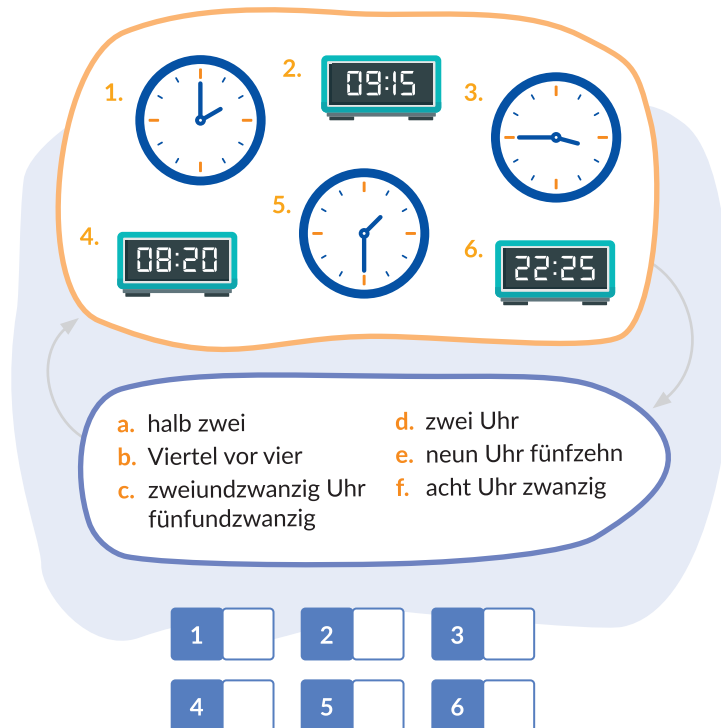 1.
2.
09:15
3.
4.
08:20
5.
6.
22:25
a. halb zwei
b. Viertel vor vier
c. zweiundzwanzig Uhr
fünfundzwanzig
d. zwei Uhr
e. neun Uhr fünfzehn
f. acht Uhr zwanzig
1 2 3
4 5 6